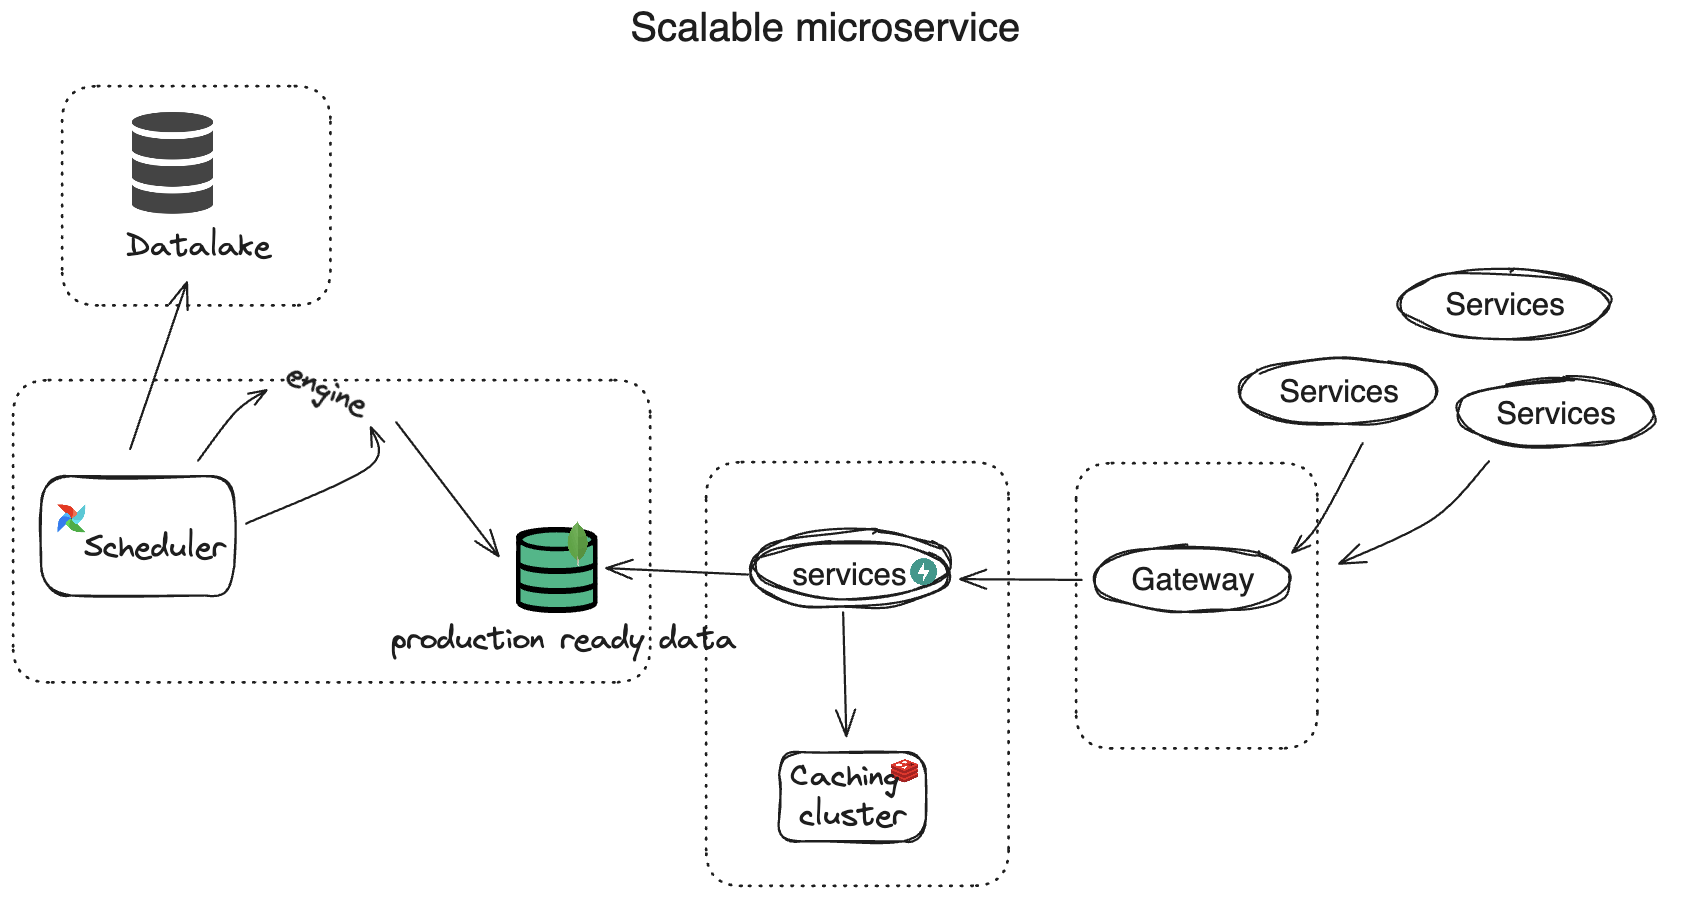 Scalable microservice
Datalake
engine
Scheduler
production ready data
services
Caching
cluster
Gateway
Services
Services
Services